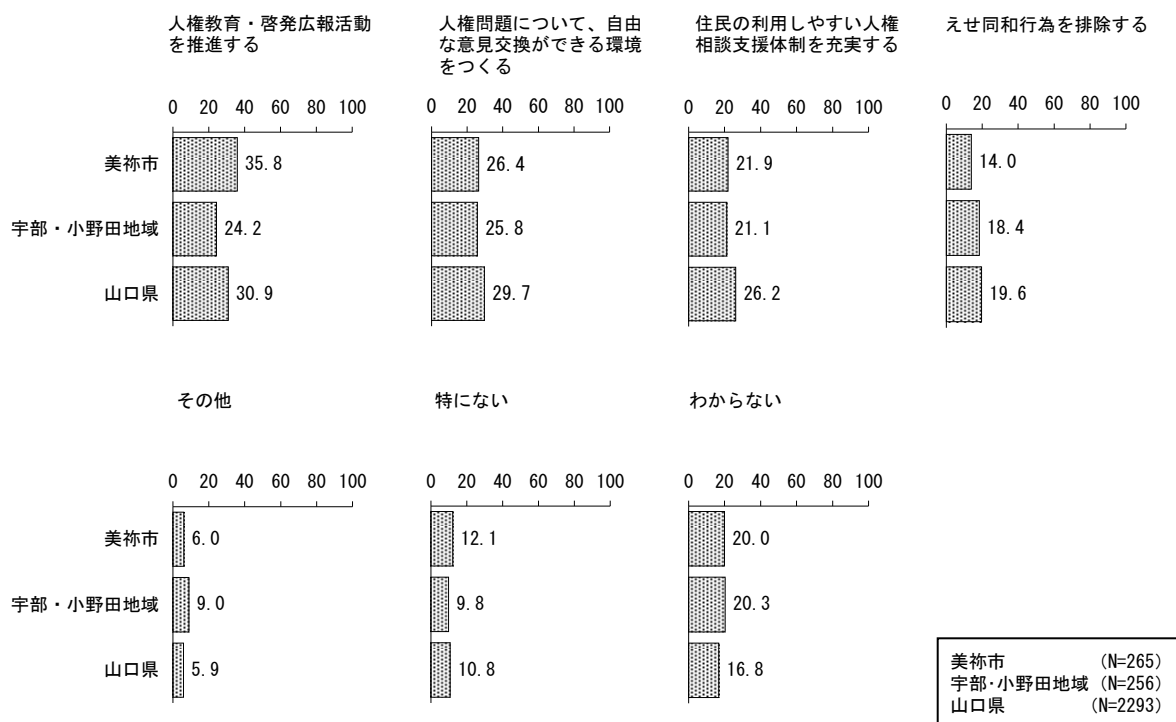 人権教育・啓発広報活動
を推進する
人権問題について、自由
な意見交換ができる環境
をつくる
住民の利用しやすい人権
相談支援体制を充実する
えせ同和行為を排除する
0 20 40 60 80 100
0 20 40 60 80 100
0 20 40 60 80 100
0 20 40 60 80 100
美祢市 35.8 26.4 21.9 14.0
宇部・小野田地域 24.2 25.8 21.1 18.4
山口県 30.9 29.7 26.2 19.6
その他
特にない
わからない
0 20 40 60 80 100
0 20 40 60 80 100
0 20 40 60 80 100
美祢市 6.0 12.1 20.0
宇部・小野田地域 9.0 9.8 20.3
山口県 5.9 10.8 16.8
美祢市 (N=265)
宇部･小野田地域 (N=256)
山口県 (N=2293)